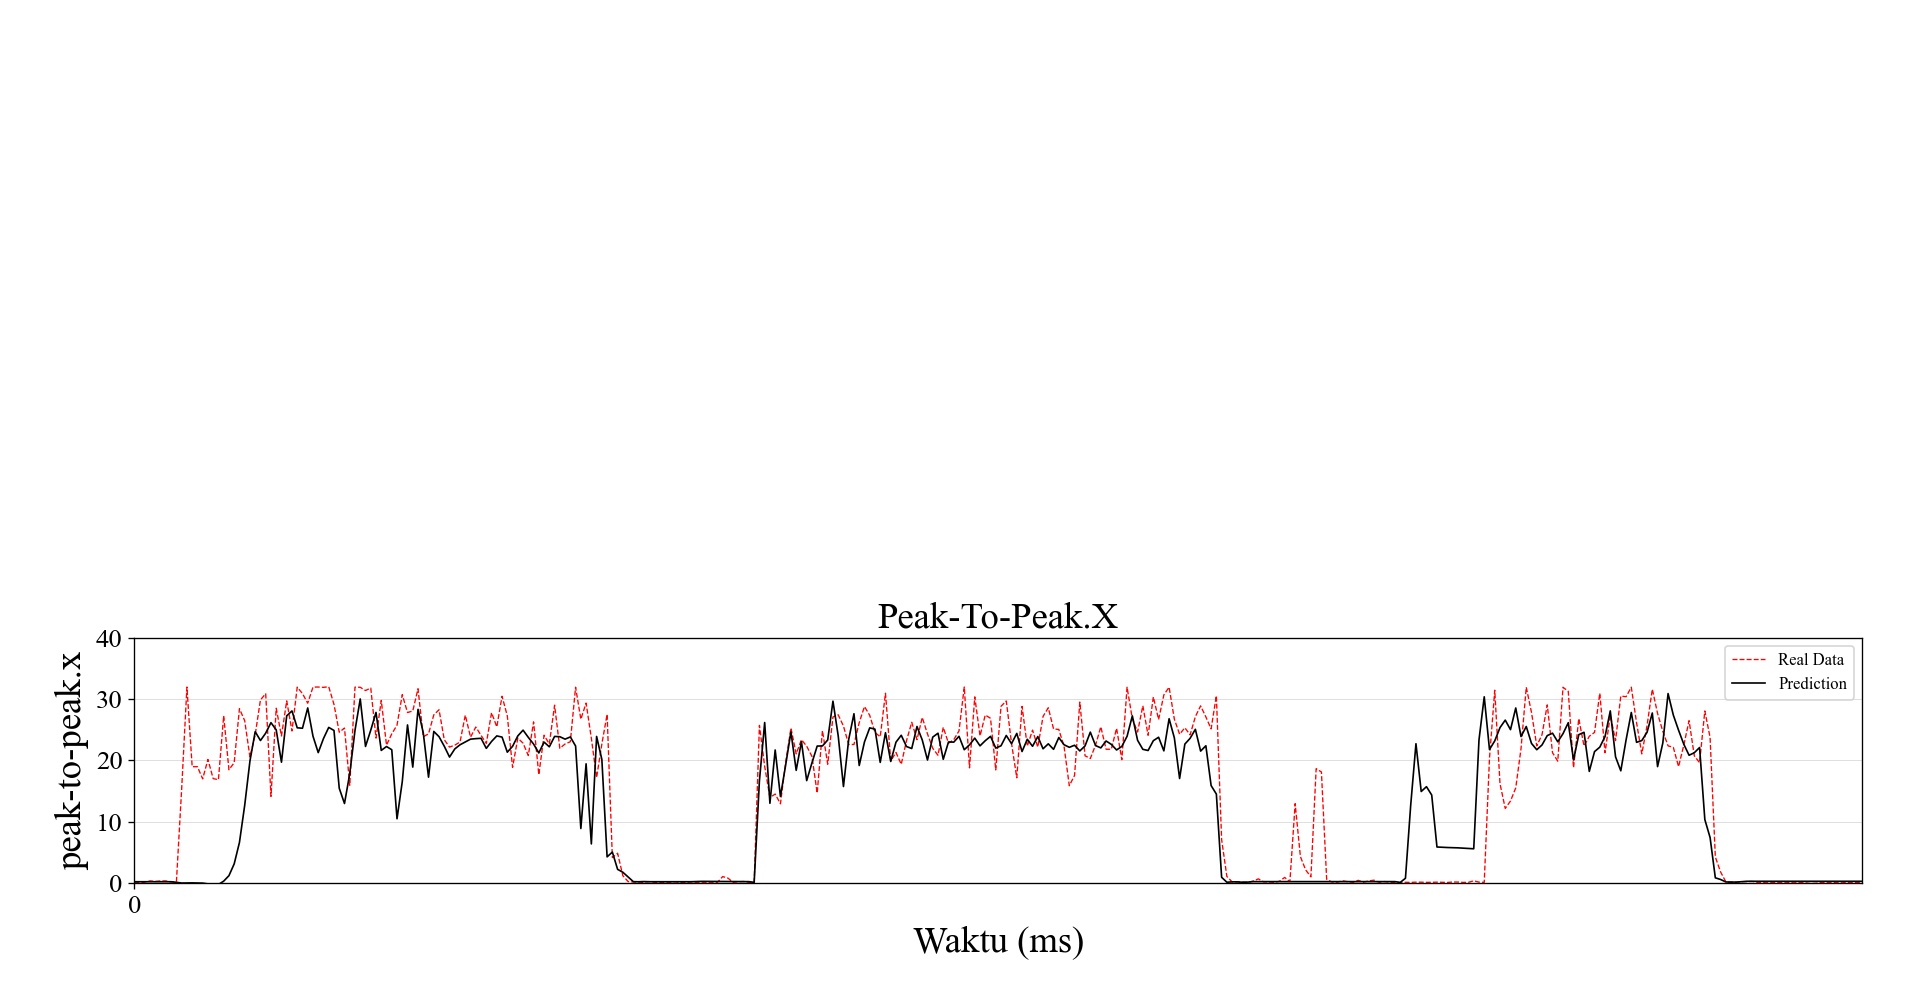 Peak-To-Peak.X
peak-to-peak.x
40
30
20
10
0
0
Real Data
Prediction
Waktu (ms)